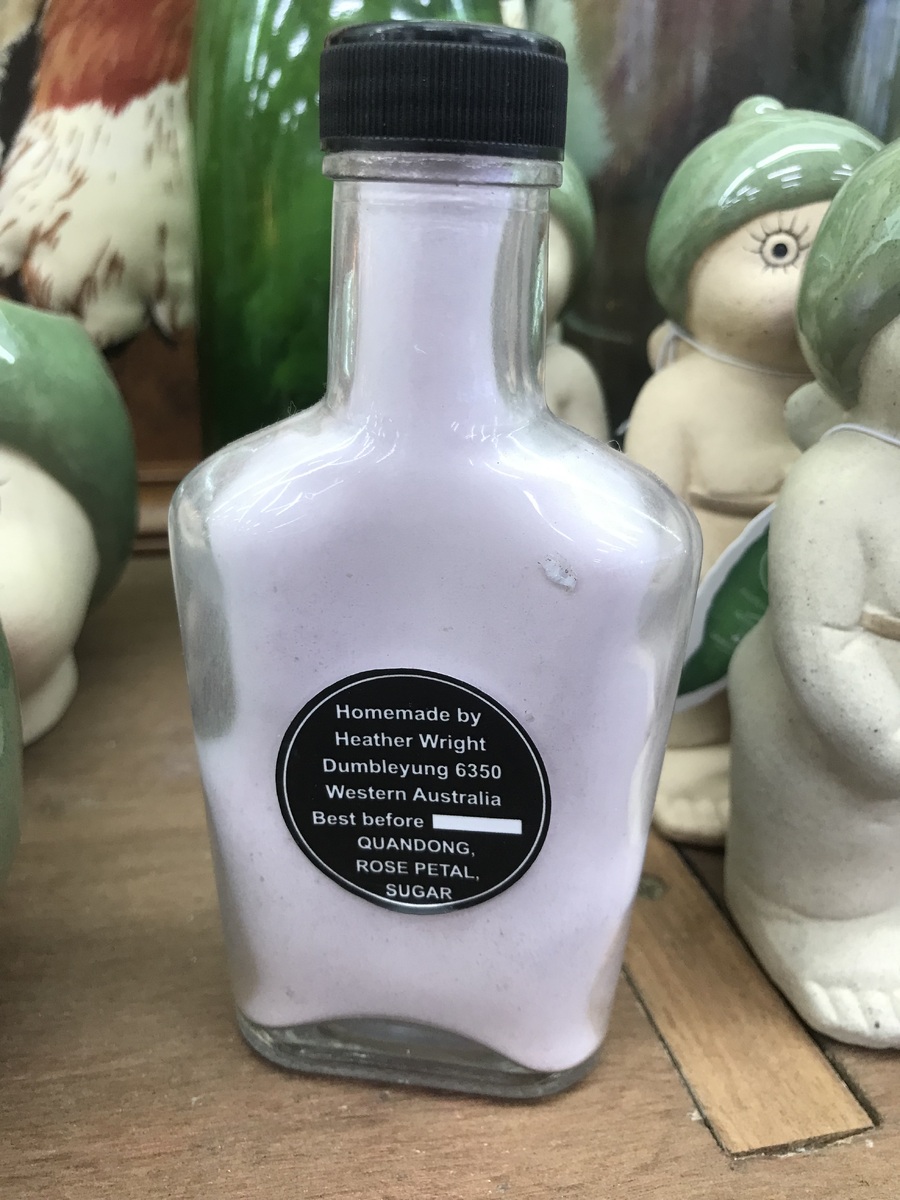 Homemade by
Heather Wright
Dumbleyung 6350
Western Australia
Best before
QUANDONG,
ROSE PETAL,
SUGAR